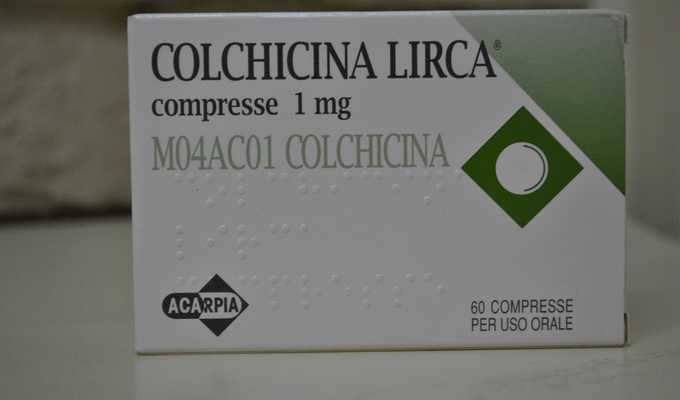 COLCHICINA LIRCA®
compresse 1 mg
M04AC01 COLCHICINA
ACARPIA
60 COMPRESSE
PER USO ORALE